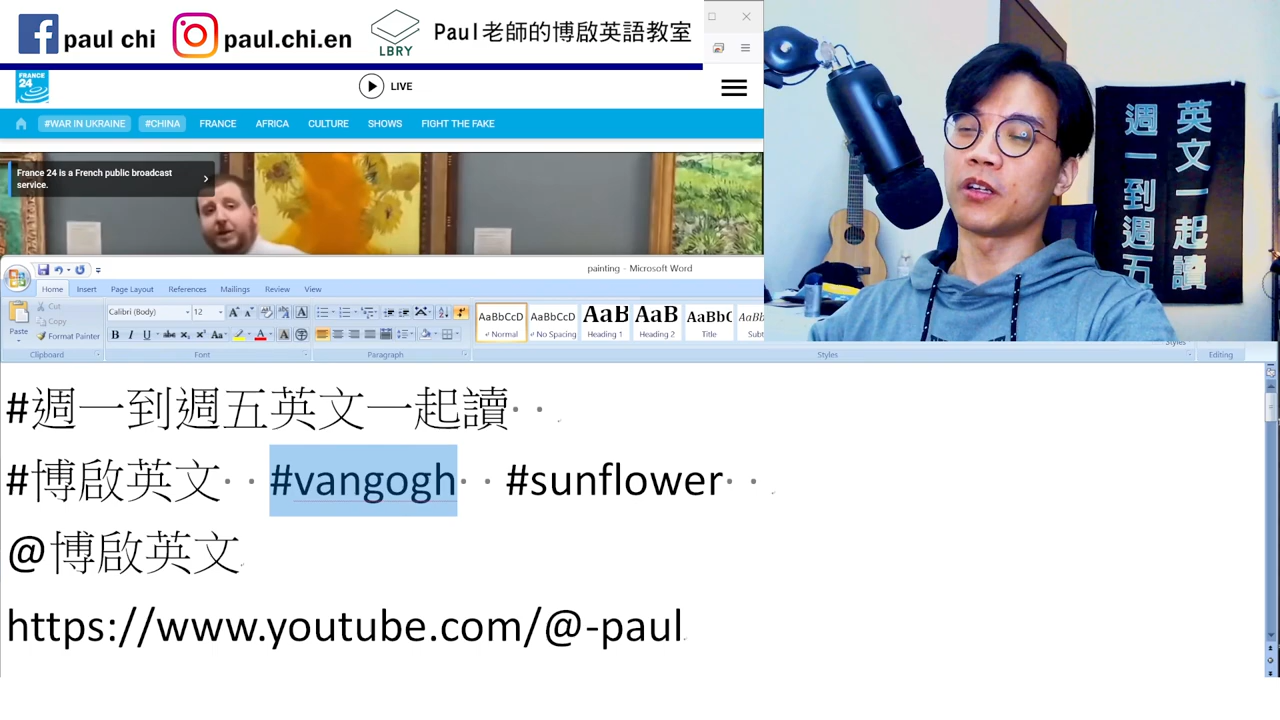 paul chi
paul.chi.en
LBRY
Paul老師的博啟英語教室
FRANCE 24
LIVE
#WAR IN UKRAINE
#CHINA
FRANCE
AFRICA
CULTURE
SHOWS
FIGHT THE FAKE
France 24 is a French public broadcast service.
英文一起讀
週一到週五
painting - Microsoft Word
Home
Insert
Page Layout
References
Mailings
Review
View
Cut
Copy
Format Painter
Paste
Clipboard
Calibri (Body)
12
Font
Paragraph
AaBbCcD
Normal
AaBbCcD
No Spacing
AaB
Heading 1
AaB
Heading 2
AaBbC
Title
AaBbC
Subt
Styles
Styles
Editing
#週一到週五英文一起讀
#博啟英文 #vangogh #sunflower
@博啟英文
https://www.youtube.com/@-paul